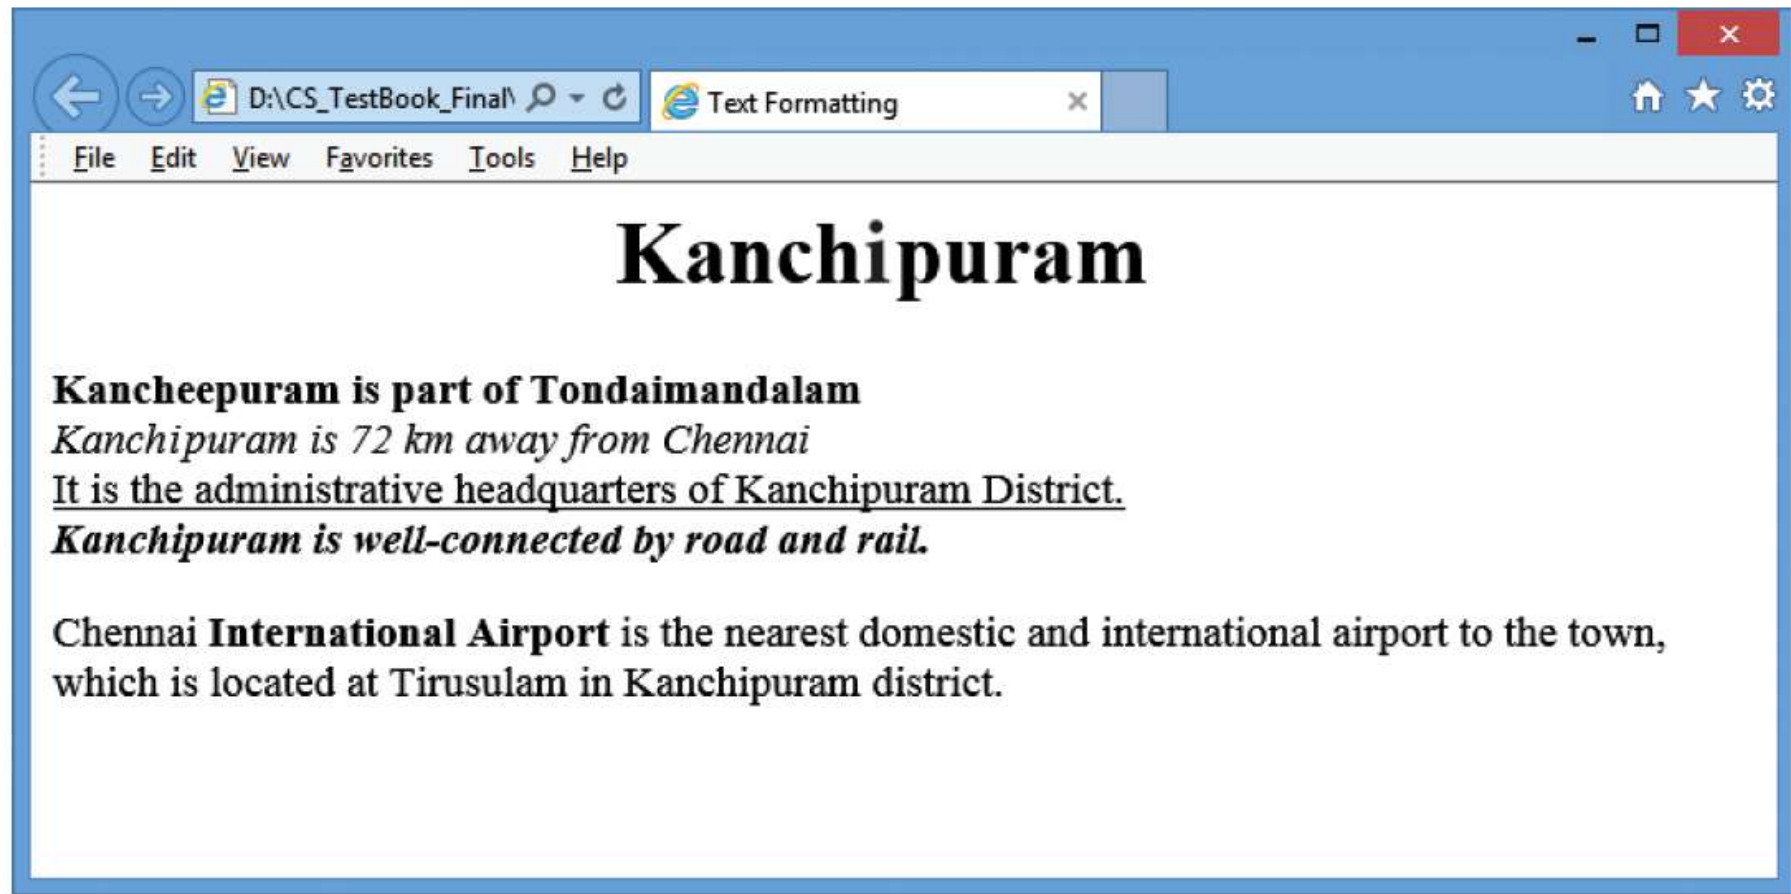 D:\CS_TestBook_Final\
Text Formatting
File Edit View Favorites Tools Help
Kanchipuram
Kancheepuram is part of Tondaimandalam
Kanchipuram is 72 km away from Chennai
It is the administrative headquarters of Kanchipuram District.
Kanchipuram is well-connected by road and rail.
Chennai International Airport is the nearest domestic and international airport to the town,
which is located at Tirusulam in Kanchipuram district.